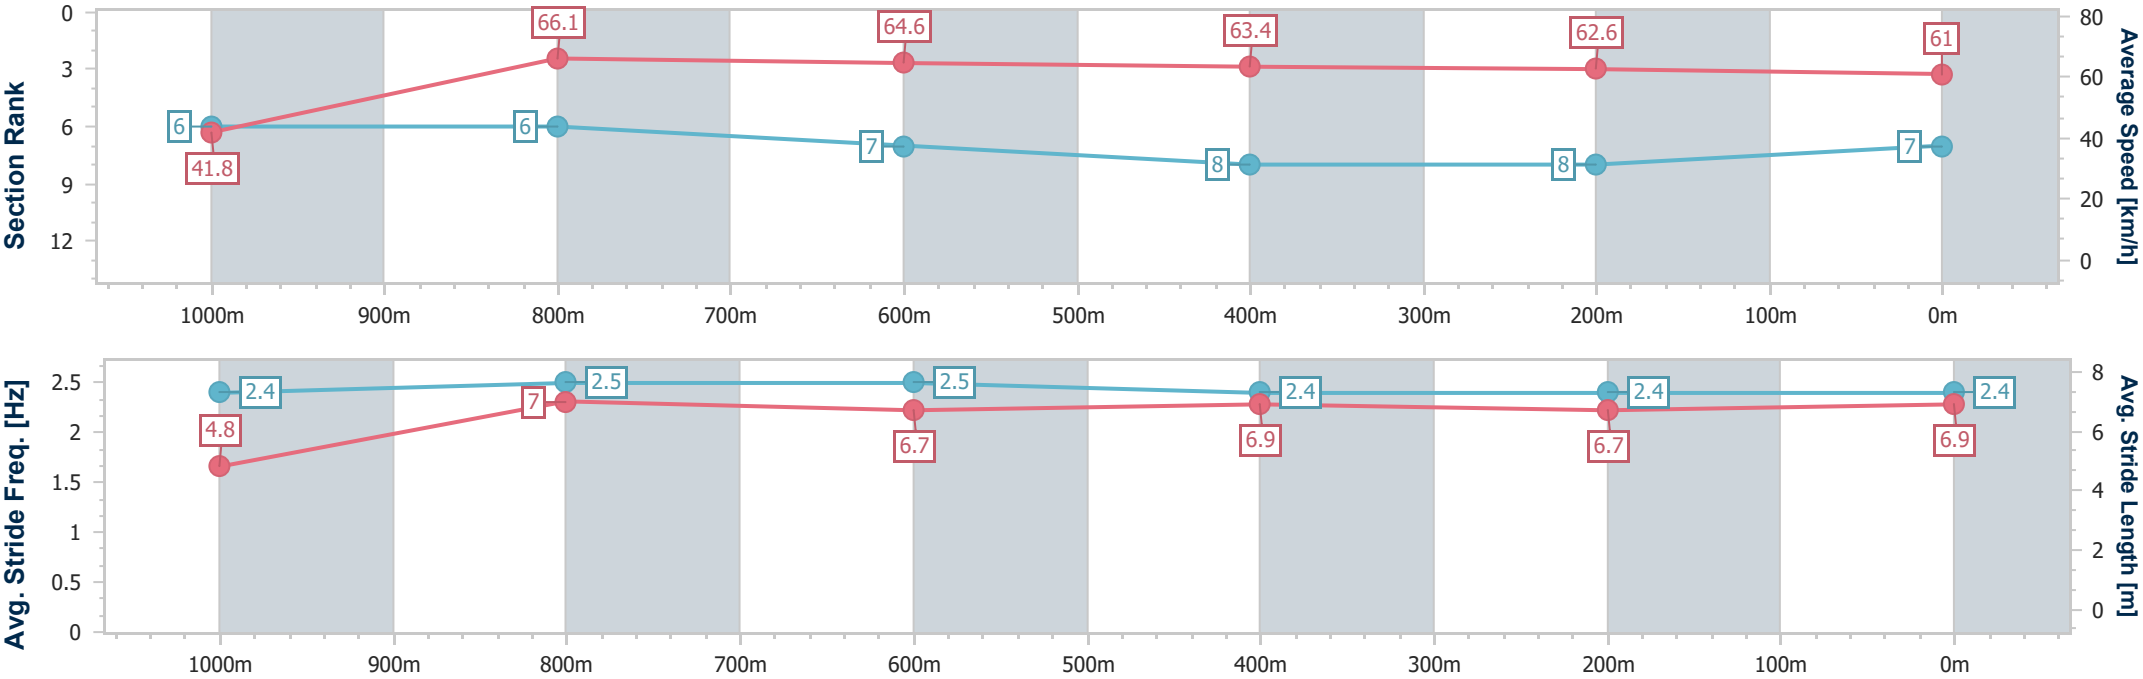 Section Rank
0
3
6
9
12
66.1
64.6
63.4
62.6
61
6
6
7
8
8
7
41.8
80
60
40
20
0
Average Speed [km/h]
1000m
900m
800m
700m
600m
500m
400m
300m
200m
100m
0m
Avg. Stride Freq. [Hz]
2.5
2
1.5
1
0.5
0
2.4
2.5
2.5
2.4
2.4
2.4
4.8
7
6.7
6.9
6.7
6.9
8
6
4
2
0
Avg. Stride Length [m]
1000m
900m
800m
700m
600m
500m
400m
300m
200m
100m
0m